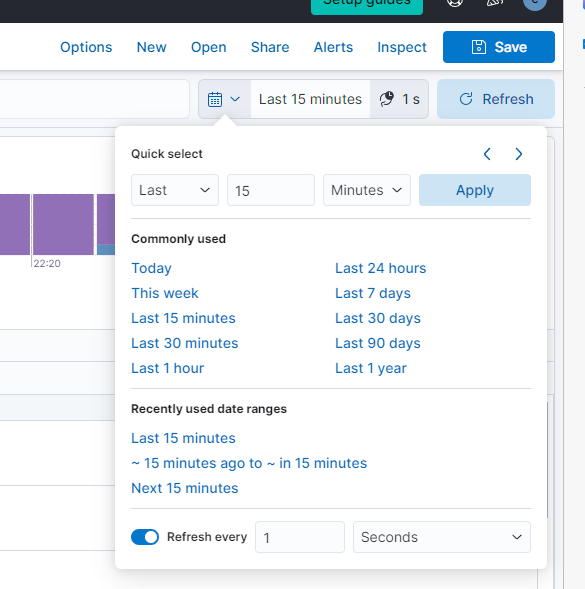 Setup guides
Options New Open Share Alerts Inspect Save
Last 15 minutes 1 s Refresh
Quick select
Last 15 Minutes Apply
Commonly used
Today Last 24 hours
This week Last 7 days
Last 15 minutes Last 30 days
Last 30 minutes Last 90 days
Last 1 hour Last 1 year
22:20
Recently used date ranges
Last 15 minutes
~ 15 minutes ago to ~ in 15 minutes
Next 15 minutes
Refresh every 1 Seconds